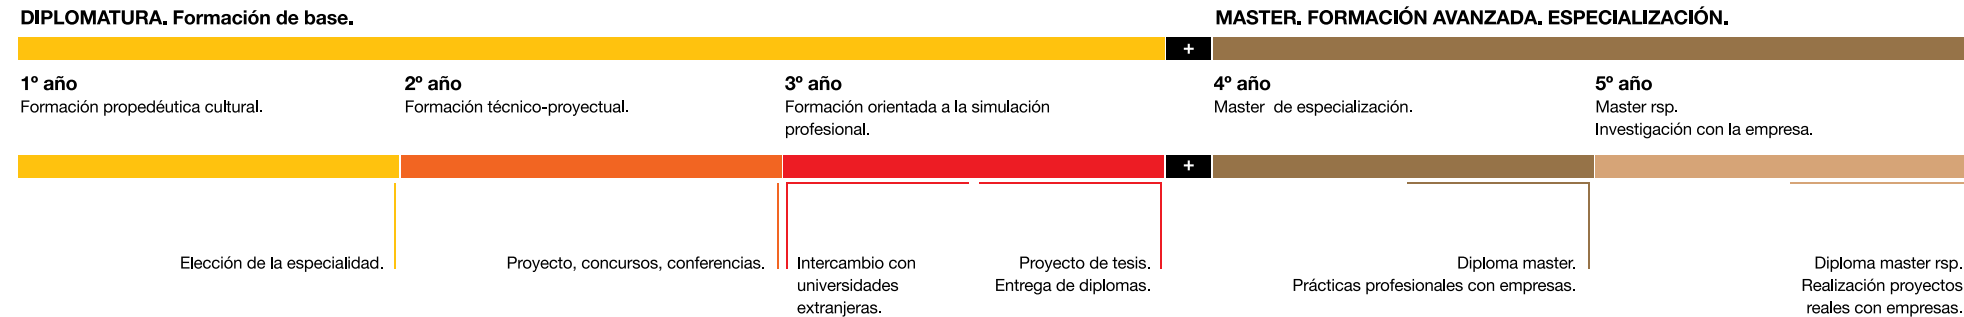 DIPLOMATURA. Formación de base.
MASTER. FORMACIÓN AVANZADA. ESPECIALIZACIÓN.
+
1º año
Formación propedéutica cultural.
2º año
Formación técnico-proyectual.
3º año
Formación orientada a la simulación
profesional.
4º año
Master de especialización.
5º año
Master rsp.
Investigación con la empresa.
+
Elección de la especialidad.
Proyecto, concursos, conferencias.
Intercambio con
universidades
extranjeras.
Proyecto de tesis.
Entrega de diplomas.
Diploma master.
Prácticas profesionales con empresas.
Diploma master rsp.
Realización proyectos
reales con empresas.